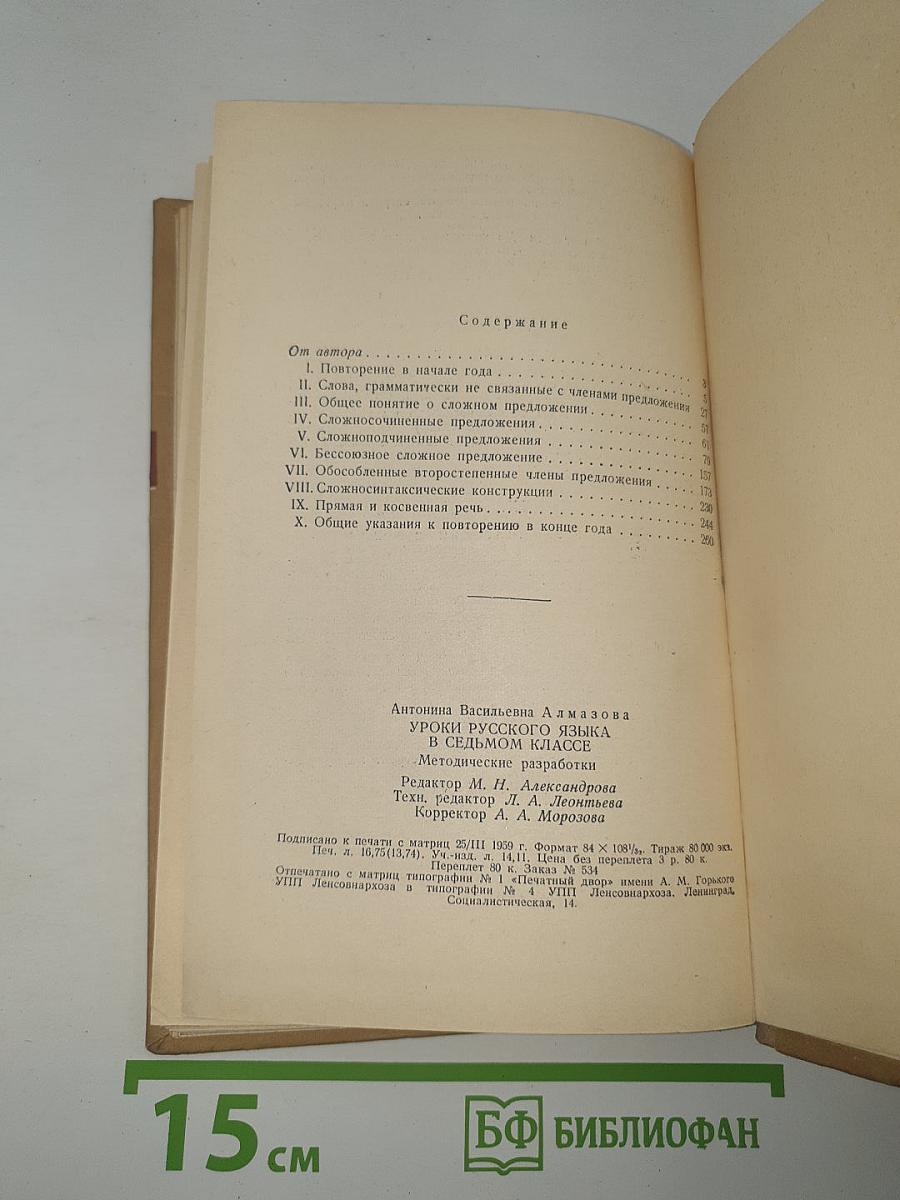 Содержание
От автора . . . . . . . . . . . . . . . . . . . . . . . . . . . . . . . . 3
I. Повторение в начале года . . . . . . . . . . . . . . . . . . . . 5
II. Слова, грамматически не связанные с членами предложения 27
III. Общее понятие о сложном предложении . . . . . . . . . . . 57
IV. Сложносочиненные предложения . . . . . . . . . . . . . . . . 61
V. Сложноподчиненные предложения . . . . . . . . . . . . . . . 76
VI. Бессоюзное сложное предложение . . . . . . . . . . . . . . . 157
VII. Обособленные второстепенные члены предложения . . . . . 173
VIII. Сложносинтаксические конструкции . . . . . . . . . . . . . 230
IX. Прямая и косвенная речь . . . . . . . . . . . . . . . . . . . . 244
X. Общие указания к повторению в конце года . . . . . . . . 260
Антонина Васильевна Алмазова
УРОКИ РУССКОГО ЯЗЫКА
В СЕДЬМОМ КЛАССЕ
Методические разработки
Редактор М. Н. Александрова
Техн. редактор Л. А. Леонтьева
Корректор А. А. Морозова
Подписано к печати с матриц 25/III 1959 г. Формат 84 × 108¹/₃₂. Тираж 80 000 экз.
Печ. л. 16,75(13,74). Уч.-изд. л. 14,11. Цена без переплета 3 р. 80 к.
Переплет 80 к. Заказ № 534
Отпечатано с матриц типографии № 1 «Печатный двор» имени А. М. Горького
УПП Ленсовнархоза в типографии № 4 УПП Ленсовнархоза. Ленинград,
Социалистическая, 14.
15 см
БФ БИБЛИОФАН